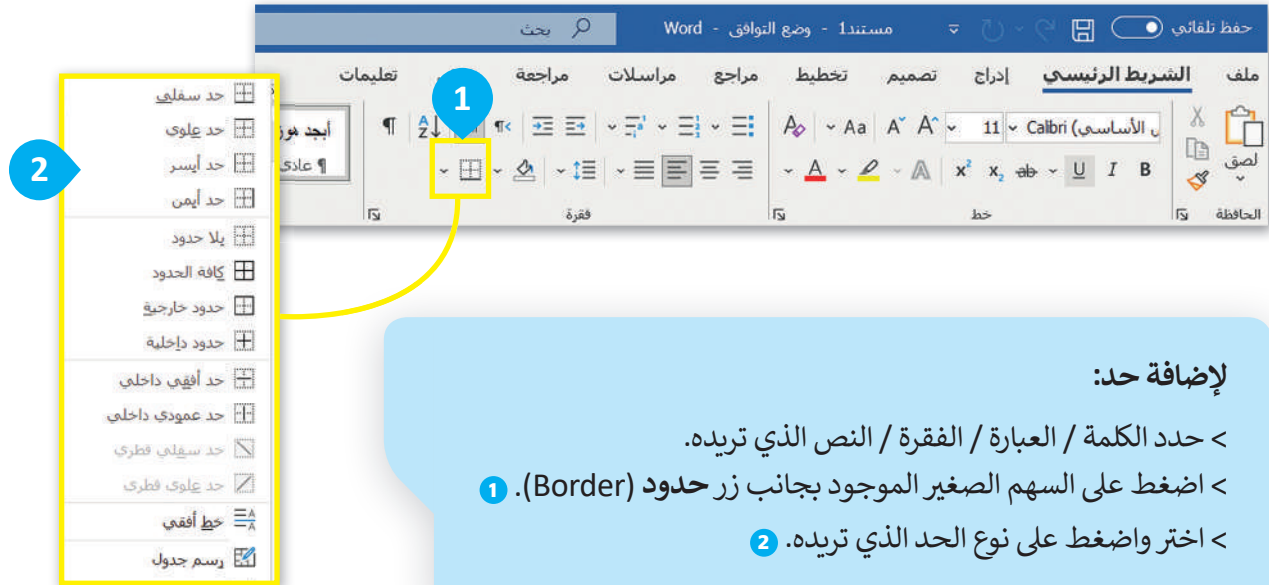 حفظ تلقائي
مستند1 - وضع التوافق - Word
بحث
ملف
الشريط الرئيسي
إدراج
تصميم
تخطيط
مراجع
مراسلات
مراجعة
تعليمات
لصق
الحافظة
Calibri (الأساسي
11
Aa
B I U ab x₂ x²
خط
فقرة
أبجد هوز
¶ عادي
1
2
حد سفلي
حد علوي
حد أيسر
حد أيمن
بلا حدود
كافة الحدود
حدود خارجية
حدود داخلية
حد أفقي داخلي
حد عمودي داخلي
حد سفلي قطري
حد علوي قطري
خط أفقي
رسم جدول
لإضافة حد:
> حدد الكلمة / العبارة / الفقرة / النص الذي تريده.
> اضغط على السهم الصغير الموجود بجانب زر حدود (Border). 1
> اختر واضغط على نوع الحد الذي تريده. 2